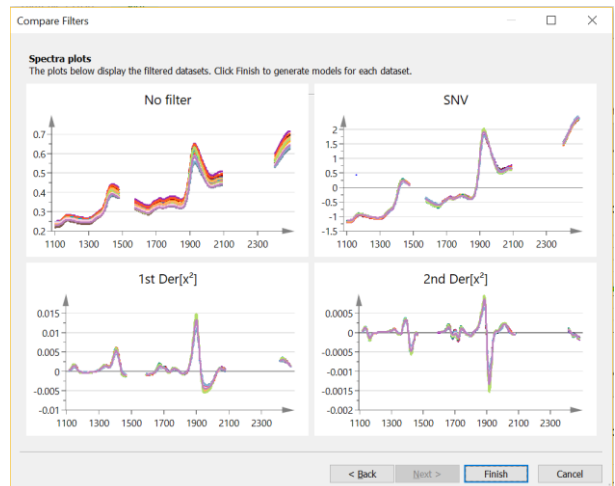 Compare Filters
Spectra plots
The plots below display the filtered datasets. Click Finish to generate models for each dataset.
No filter
0.7
0.6
0.5
0.4
0.3
0.2
1100 1300 1500 1700 1900 2100 2300
SNV
2
1.5
1
0.5
0
-0.5
-1
-1.5
1100 1300 1500 1700 1900 2100 2300
1st Der[x²]
0.015
0.01
0.005
0
-0.005
-0.01
1100 1300 1500 1700 1900 2100 2300
2nd Der[x²]
0.0005
0
-0.0005
-0.001
-0.0015
-0.002
1100 1300 1500 1700 1900 2100 2300
< Back Next > Finish Cancel